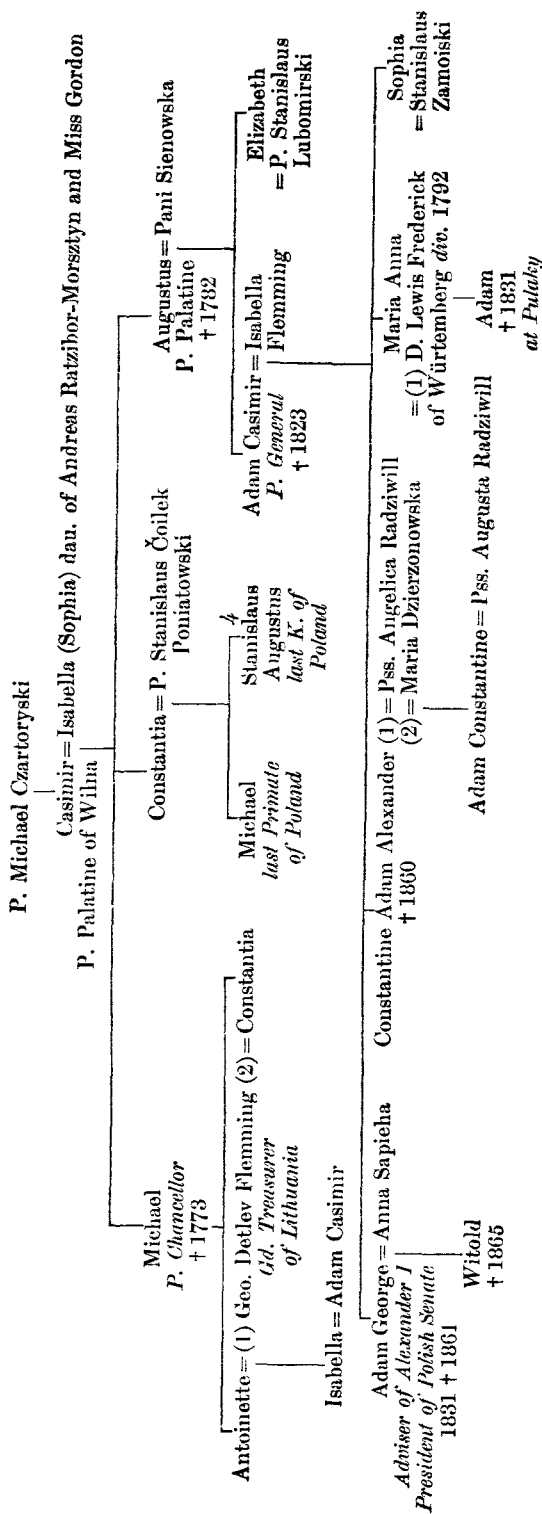 P. Michael Czartoryski
Casimir = Isabella (Sophia) dau. of Andreas Ratzibor-Morsztyn and Miss Gordon
P. Palatine of Wilna
Michael
P. Chancellor
† 1773
Constantia = P. Stanislaus Čoilek
Poniatowski
Augustus = Pani Sienowska
P. Palatine
† 1782
Antoinette = (1) Geo. Detlev Flemming (2) = Constantia
Gd. Treasurer
of Lithuania
Michael
last Primate
of Poland
4
Stanislaus
Augustus
last K. of
Poland
Adam Casimir = Isabella
P. General Flemming
† 1823
Elizabeth
= P. Stanislaus
Lubomirski
Isabella = Adam Casimir
Adam George = Anna Sapieha
Adviser of Alexander I
President of Polish Senate
1831 † 1861
Constantine Adam Alexander (1) = Pss. Angelica Radziwill
† 1860 (2) = Maria Dzierzonowska
Maria Anna
= (1) D. Lewis Frederick
of Würtemberg div. 1792
Sophia
= Stanislaus
Zamoiski
Witold
† 1865
Adam Constantine = Pss. Augusta Radziwill
Adam
† 1831
at Pulaky